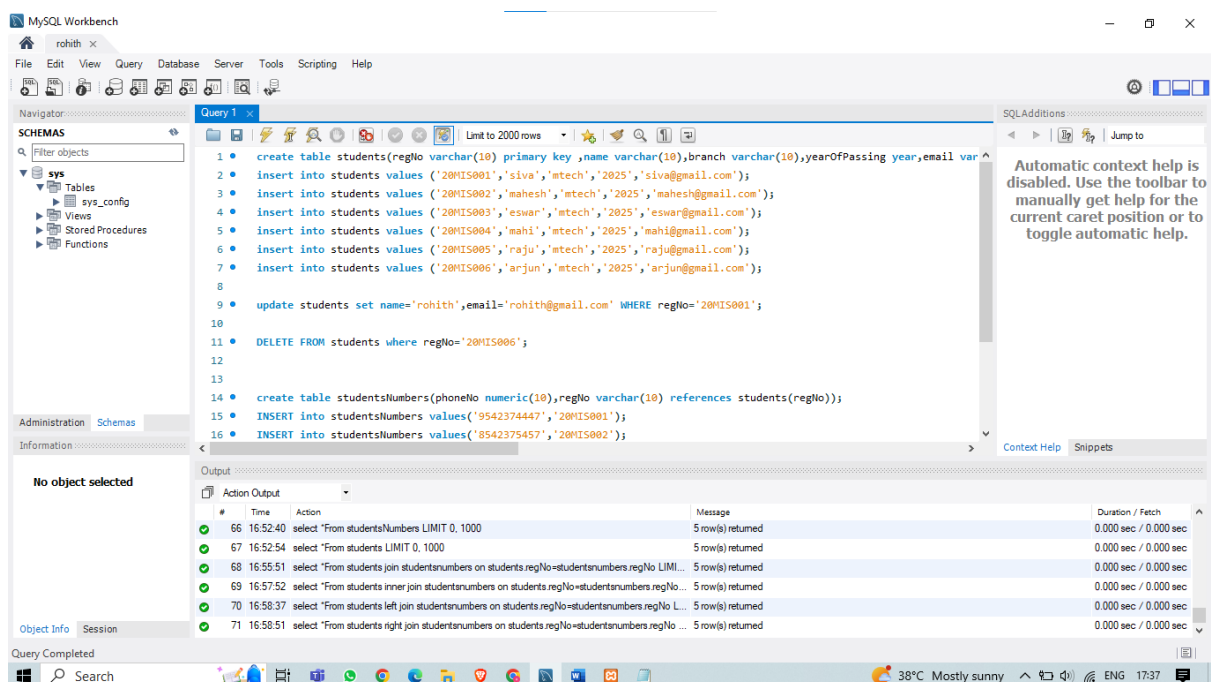 MySQL Workbench
rohith ×
File Edit View Query Database Server Tools Scripting Help
Navigator
SCHEMAS
Filter objects
sys
Tables
sys_config
Views
Stored Procedures
Functions
Administration Schemas
Information
No object selected
Object Info Session
Query 1 ×
Limit to 2000 rows
1 create table students(regNo varchar(10) primary key ,name varchar(10),branch varchar(10),yearOfPassing year,email var
2 insert into students values ('20MIS001','siva','mtech','2025','siva@gmail.com');
3 insert into students values ('20MIS002','mahesh','mtech','2025','mahesh@gmail.com');
4 insert into students values ('20MIS003','eswar','mtech','2025','eswar@gmail.com');
5 insert into students values ('20MIS004','mahi','mtech','2025','mahi@gmail.com');
6 insert into students values ('20MIS005','raju','mtech','2025','raju@gmail.com');
7 insert into students values ('20MIS006','arjun','mtech','2025','arjun@gmail.com');
8
9 update students set name='rohith',email='rohith@gmail.com' WHERE regNo='20MIS001';
10
11 DELETE FROM students where regNo='20MIS006';
12
13
14 create table studentsNumbers(phoneNo numeric(10),regNo varchar(10) references students(regNo));
15 INSERT into studentsNumbers values('9542374447','20MIS001');
16 INSERT into studentsNumbers values('8542375457','20MIS002');
SQLAdditions
Jump to
Automatic context help is
disabled. Use the toolbar to
manually get help for the
current caret position or to
toggle automatic help.
Context Help Snippets
Output
Action Output
# Time Action Message Duration / Fetch
66 16:52:40 select *From studentsNumbers LIMIT 0, 1000 5 row(s) returned 0.000 sec / 0.000 sec
67 16:52:54 select *From students LIMIT 0, 1000 5 row(s) returned 0.000 sec / 0.000 sec
68 16:55:51 select *From students join studentsnumbers on students.regNo=studentsnumbers.regNo LIMI... 5 row(s) returned 0.000 sec / 0.000 sec
69 16:57:52 select *From students inner join studentsnumbers on students.regNo=studentsnumbers.regNo... 5 row(s) returned 0.000 sec / 0.000 sec
70 16:58:37 select *From students left join studentsnumbers on students.regNo=studentsnumbers.regNo L... 5 row(s) returned 0.000 sec / 0.000 sec
71 16:58:51 select *From students right join studentsnumbers on students.regNo=studentsnumbers.regNo ... 5 row(s) returned 0.000 sec / 0.000 sec
Query Completed
Search 38°C Mostly sunny ENG 17:37